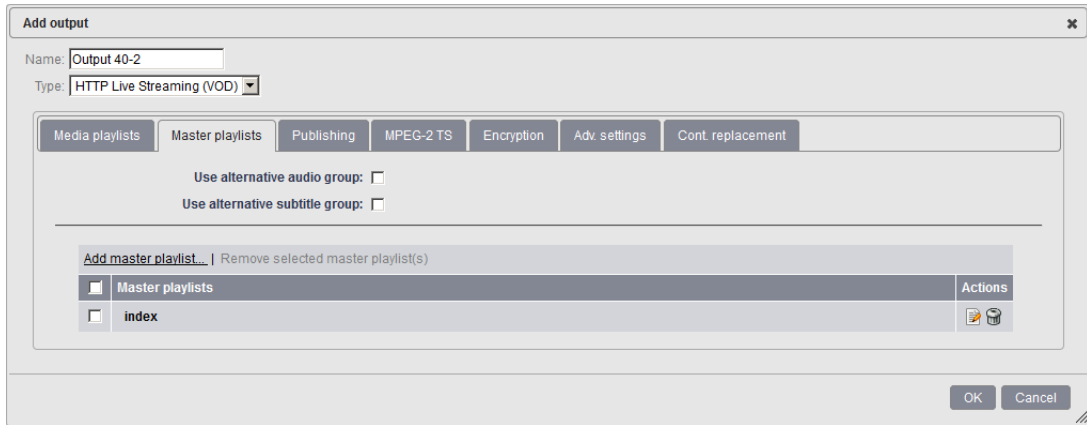 Add output
Name: Output 40-2
Type: HTTP Live Streaming (VOD)
Media playlists Master playlists Publishing MPEG-2 TS Encryption Adv. settings Cont. replacement
Use alternative audio group:
Use alternative subtitle group:
Add master playlist... | Remove selected master playlist(s)
Master playlists Actions
index
OK Cancel